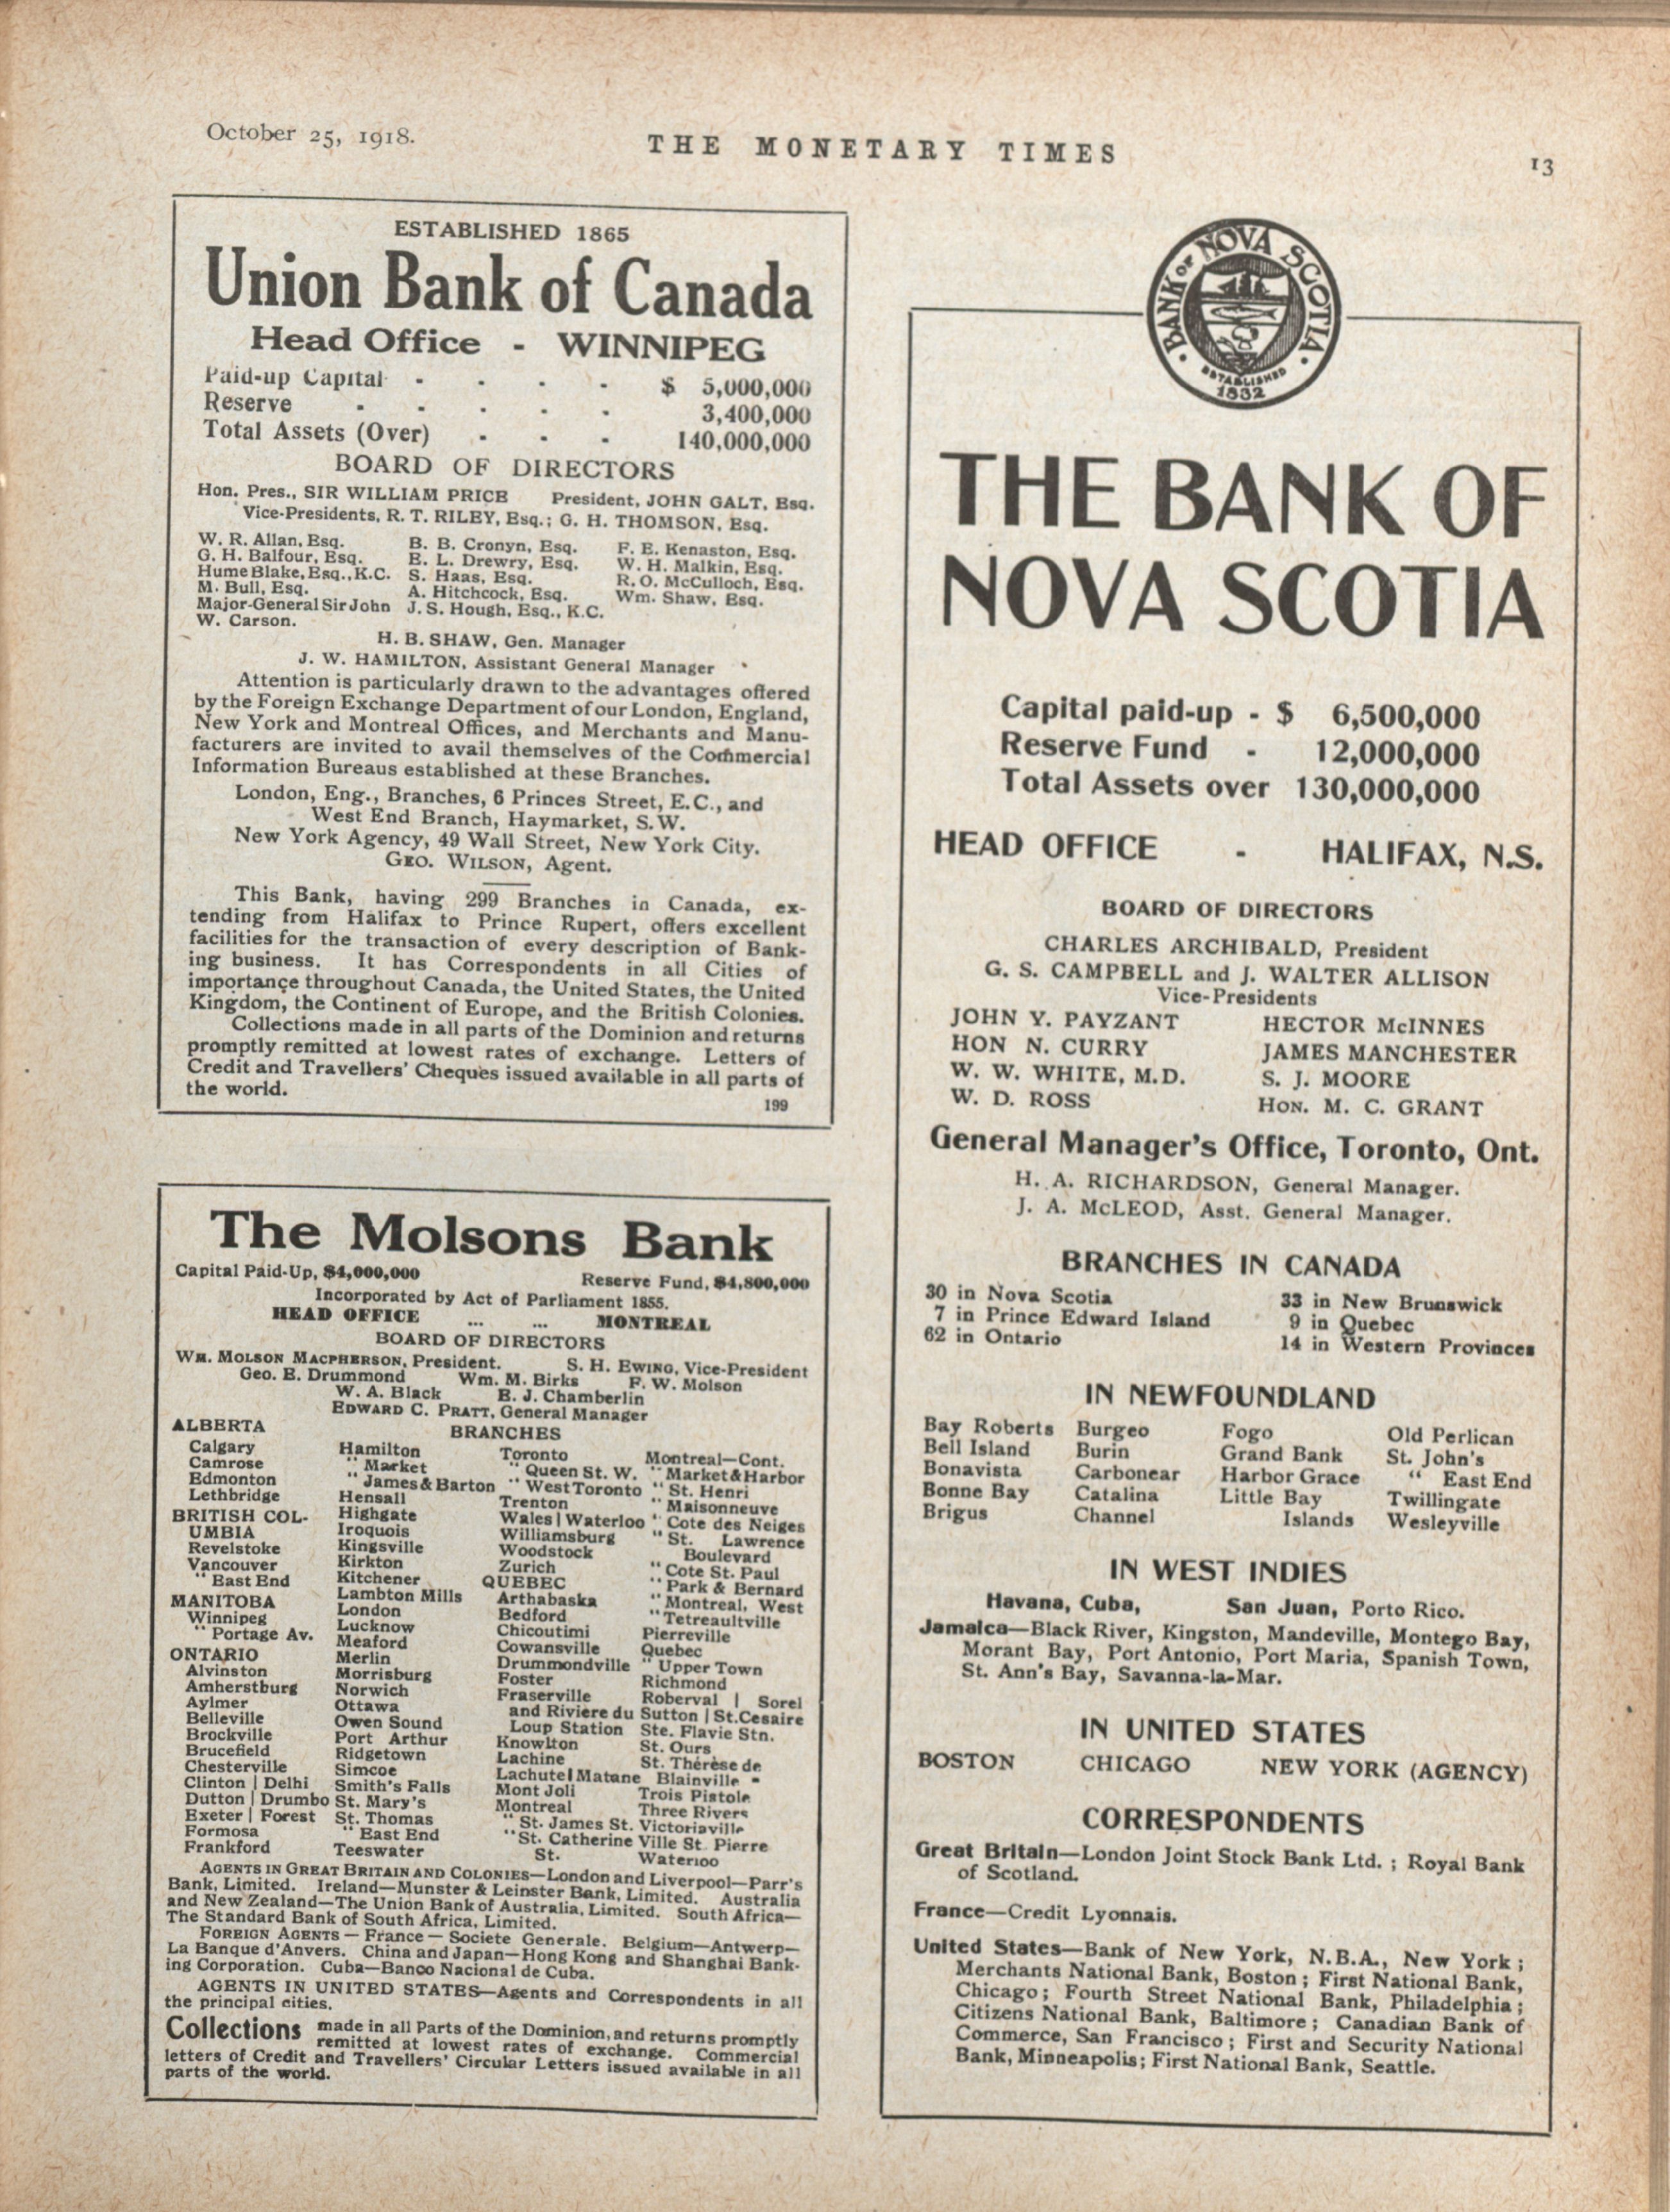 October 25, 1918.
THE MONETARY TIMES
13
ESTABLISHED 1865
Union Bank of Canada
Head Office - WINNIPEG
Paid-up Capital - - - - $ 5,000,000
Reserve - - - - - 3,400,000
Total Assets (Over) - - - 140,000,000
BOARD OF DIRECTORS
Hon. Pres., SIR WILLIAM PRICE President, JOHN GALT, Esq.
Vice-Presidents, R. T. RILEY, Esq.; G. H. THOMSON, Esq.
W. R. Allan, Esq. B. B. Cronyn, Esq. F. E. Kenaston, Esq.
G. H. Balfour, Esq. E. L. Drewry, Esq. W. H. Malkin, Esq.
Hume Blake, Esq., K.C. S. Haas, Esq. R. O. McCulloch, Esq.
M. Bull, Esq. A. Hitchcock, Esq. Wm. Shaw, Esq.
Major-General Sir John J. S. Hough, Esq., K.C.
W. Carson.
H. B. SHAW, Gen. Manager
J. W. HAMILTON, Assistant General Manager
Attention is particularly drawn to the advantages offered
by the Foreign Exchange Department of our London, England,
New York and Montreal Offices, and Merchants and Manu-
facturers are invited to avail themselves of the Commercial
Information Bureaus established at these Branches.
London, Eng., Branches, 6 Princes Street, E.C., and
West End Branch, Haymarket, S.W.
New York Agency, 49 Wall Street, New York City.
GEO. WILSON, Agent.
This Bank, having 299 Branches in Canada, ex-
tending from Halifax to Prince Rupert, offers excellent
facilities for the transaction of every description of Bank-
ing business. It has Correspondents in all Cities of
importance throughout Canada, the United States, the United
Kingdom, the Continent of Europe, and the British Colonies.
Collections made in all parts of the Dominion and returns
promptly remitted at lowest rates of exchange. Letters of
Credit and Travellers' Cheques issued available in all parts of
the world.
199
The Molsons Bank
Capital Paid-Up, $4,000,000 Reserve Fund, $4,800,000
Incorporated by Act of Parliament 1855.
HEAD OFFICE ... ... MONTREAL
BOARD OF DIRECTORS
WM. MOLSON MACPHERSON, President. S. H. EWING, Vice-President
Geo. E. Drummond Wm. M. Birks F. W. Molson
W. A. Black E. J. Chamberlin
EDWARD C. PRATT, General Manager
BRANCHES
ALBERTA
Calgary
Camrose
Edmonton
Lethbridge
BRITISH COL-
UMBIA
Revelstoke
Vancouver
" East End
MANITOBA
Winnipeg
" Portage Av.
ONTARIO
Alvinston
Amherstburg
Aylmer
Belleville
Brockville
Brucefield
Chesterville
Clinton | Delhi
Dutton | Drumbo
Exeter | Forest
Formosa
Frankford
Hamilton
" Market
" James & Barton
Hensall
Highgate
Iroquois
Kingsville
Kirkton
Kitchener
Lambton Mills
London
Lucknow
Meaford
Merlin
Morrisburg
Norwich
Ottawa
Owen Sound
Port Arthur
Ridgetown
Simcoe
Smith's Falls
St. Mary's
St. Thomas
" East End
Teeswater
Toronto
" Queen St. W.
" West Toronto
Trenton
Wales | Waterloo
Williamsburg
Woodstock
Zurich
QUEBEC
Arthabaska
Bedford
Chicoutimi
Cowansville
Drummondville
Foster
Fraserville
and Riviere du
Loup Station
Knowlton
Lachine
Lachute | Matane
Mont Joli
Montreal
" St. James St.
" St. Catherine
St.
Montreal—Cont.
" Market & Harbor
" St. Henri
" Maisonneuve
" Cote des Neiges
" St. Lawrence
Boulevard
" Cote St. Paul
" Park & Bernard
" Montreal, West
" Tetreaultville
Pierreville
Quebec
" Upper Town
Richmond
Roberval | Sorel
Sutton | St. Cesaire
Ste. Flavie Stn.
St. Ours
St. Thérèse de
Blainville
Trois Pistole
Three Rivers
Victoriaville
Ville St. Pierre
Waterloo
AGENTS IN GREAT BRITAIN AND COLONIES—London and Liverpool—Parr's
Bank, Limited. Ireland—Munster & Leinster Bank, Limited. Australia
and New Zealand—The Union Bank of Australia, Limited. South Africa—
The Standard Bank of South Africa, Limited.
FOREIGN AGENTS — France — Societe Generale. Belgium—Antwerp—
La Banque d'Anvers. China and Japan—Hong Kong and Shanghai Bank-
ing Corporation. Cuba—Banco Nacional de Cuba.
AGENTS IN UNITED STATES—Agents and Correspondents in all
the principal cities.
Collections made in all Parts of the Dominion, and returns promptly
remitted at lowest rates of exchange. Commercial
letters of Credit and Travellers' Circular Letters issued available in all
parts of the world.
BANK OF NOVA SCOTIA
ESTABLISHED
1832
THE BANK OF
NOVA SCOTIA
Capital paid-up - $ 6,500,000
Reserve Fund - 12,000,000
Total Assets over 130,000,000
HEAD OFFICE - HALIFAX, N.S.
BOARD OF DIRECTORS
CHARLES ARCHIBALD, President
G. S. CAMPBELL and J. WALTER ALLISON
Vice-Presidents
JOHN Y. PAYZANT HECTOR McINNES
HON N. CURRY JAMES MANCHESTER
W. W. WHITE, M.D. S. J. MOORE
W. D. ROSS HON. M. C. GRANT
General Manager's Office, Toronto, Ont.
H. A. RICHARDSON, General Manager.
J. A. McLEOD, Asst. General Manager.
BRANCHES IN CANADA
30 in Nova Scotia 33 in New Brunswick
7 in Prince Edward Island 9 in Quebec
62 in Ontario 14 in Western Provinces
IN NEWFOUNDLAND
Bay Roberts Burgeo Fogo Old Perlican
Bell Island Burin Grand Bank St. John's
Bonavista Carbonear Harbor Grace " East End
Bonne Bay Catalina Little Bay Twillingate
Brigus Channel Islands Wesleyville
IN WEST INDIES
Havana, Cuba, San Juan, Porto Rico.
Jamaica—Black River, Kingston, Mandeville, Montego Bay,
Morant Bay, Port Antonio, Port Maria, Spanish Town,
St. Ann's Bay, Savanna-la-Mar.
IN UNITED STATES
BOSTON CHICAGO NEW YORK (AGENCY)
CORRESPONDENTS
Great Britain—London Joint Stock Bank Ltd. ; Royal Bank
of Scotland.
France—Credit Lyonnais.
United States—Bank of New York, N.B.A., New York ;
Merchants National Bank, Boston ; First National Bank,
Chicago ; Fourth Street National Bank, Philadelphia ;
Citizens National Bank, Baltimore ; Canadian Bank of
Commerce, San Francisco ; First and Security National
Bank, Minneapolis; First National Bank, Seattle.